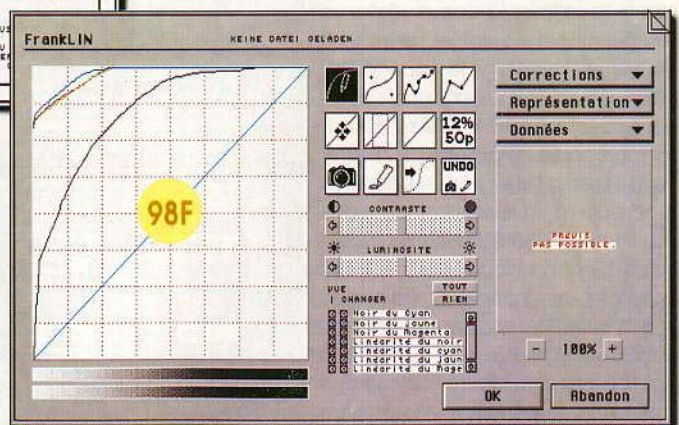 FrankLIN
KEINE DATEI GELADEN
Corrections
Représentation
Données
12%
50p
UNDO
98F
CONTRASTE
LUMINOSITE
VUE
TOUT
| CHANGER
RIEN
Noir du Cyan
Noir du jaune
Noir du Magenta
Linéarité du noir
Linéarité du cyan
Linéarité du jaun
Linéarité du Mage
PREVIS
PAS POSSIBLE.
- 100% +
OK
Abandon